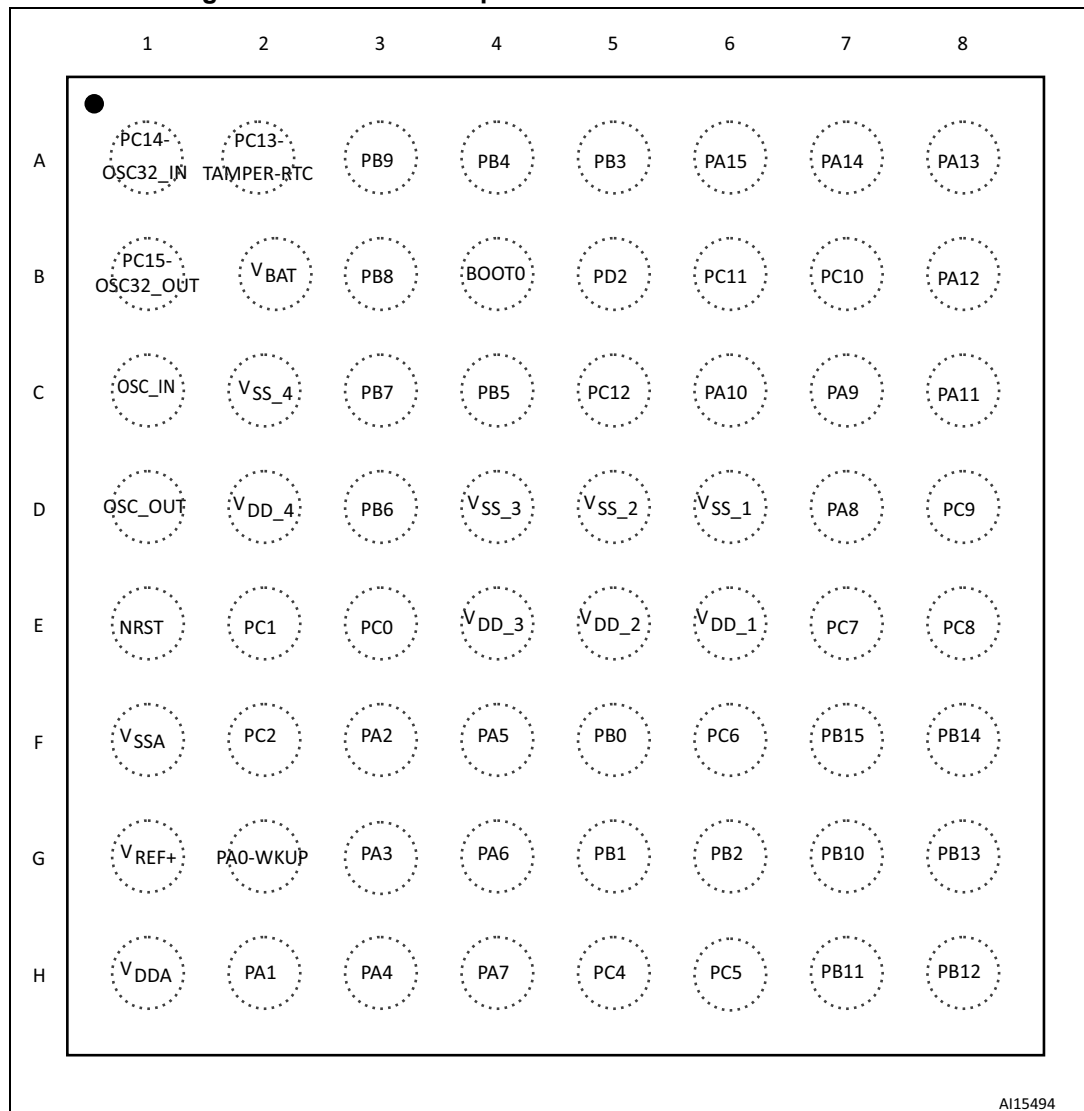 1 2 3 4 5 6 7 8
A PC14-OSC32_IN PC13-TAMPER-RTC PB9 PB4 PB3 PA15 PA14 PA13
B PC15-OSC32_OUT VBAT PB8 BOOT0 PD2 PC11 PC10 PA12
C OSC_IN VSS_4 PB7 PB5 PC12 PA10 PA9 PA11
D OSC_OUT VDD_4 PB6 VSS_3 VSS_2 VSS_1 PA8 PC9
E NRST PC1 PC0 VDD_3 VDD_2 VDD_1 PC7 PC8
F VSSA PC2 PA2 PA5 PB0 PC6 PB15 PB14
G VREF+ PA0-WKUP PA3 PA6 PB1 PB2 PB10 PB13
H VDDA PA1 PA4 PA7 PC4 PC5 PB11 PB12
AI15494